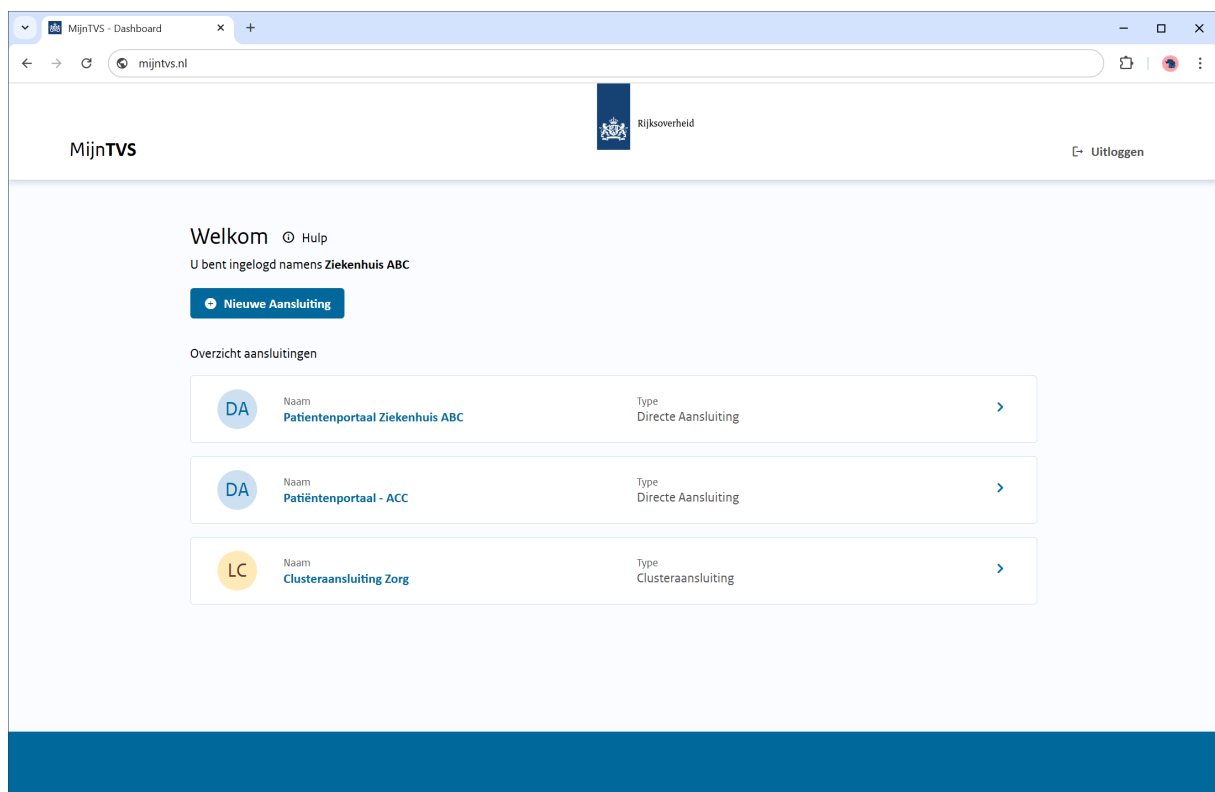 MijnTVS - Dashboard
mijntvs.nl
Rijksoverheid
MijnTVS
Uitloggen
Welkom Hulp
U bent ingelogd namens Ziekenhuis ABC
Nieuwe Aansluiting
Overzicht aansluitingen
DA
Naam
Patientenportaal Ziekenhuis ABC
Type
Directe Aansluiting
DA
Naam
Patiëntenportaal - ACC
Type
Directe Aansluiting
LC
Naam
Clusteraansluiting Zorg
Type
Clusteraansluiting